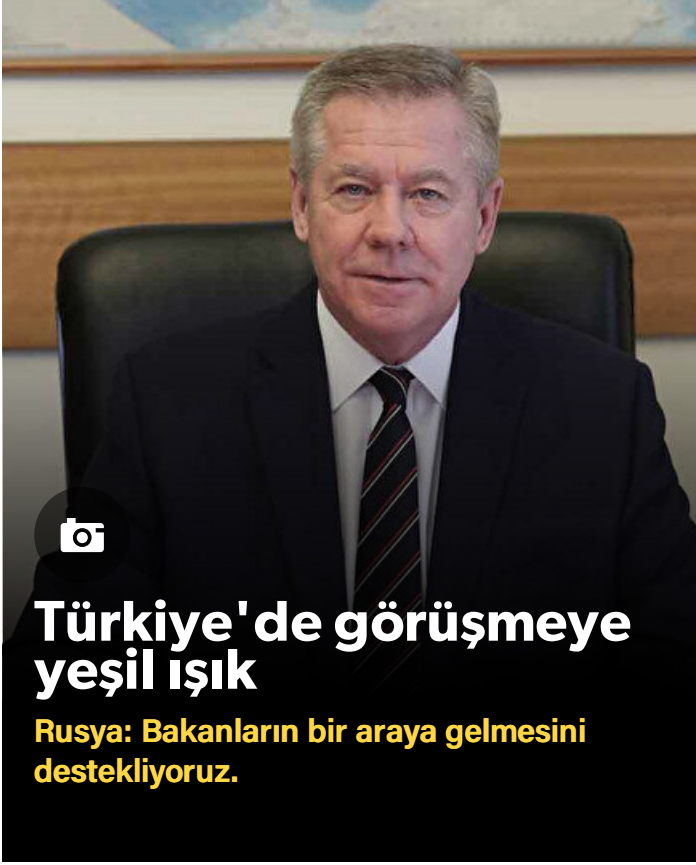 Türkiye'de görüşmeye
yeşil ışık
Rusya: Bakanların bir araya gelmesini
destekliyoruz.